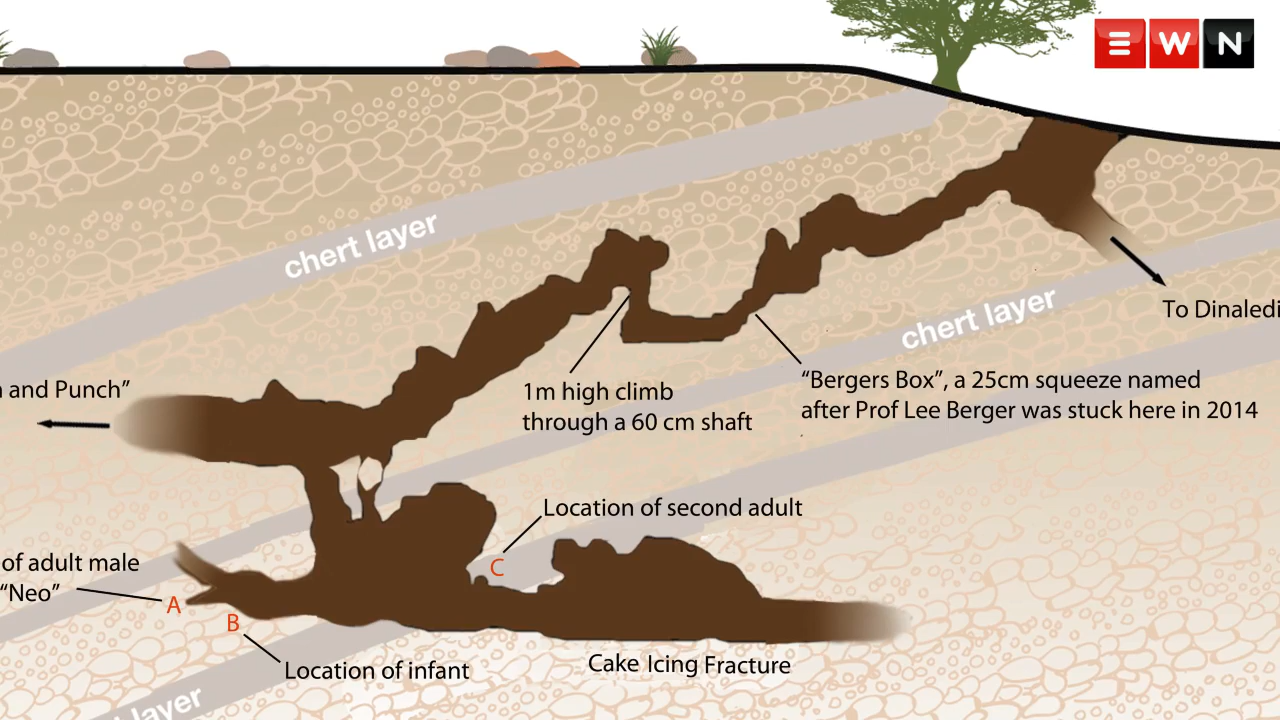 EWN
chert layer
chert layer
To Dinaledi
and Punch”
1m high climb
through a 60 cm shaft
“Bergers Box”, a 25cm squeeze named
after Prof Lee Berger was stuck here in 2014
Location of second adult
of adult male
“Neo”
C
A
B
Location of infant
Cake Icing Fracture
layer